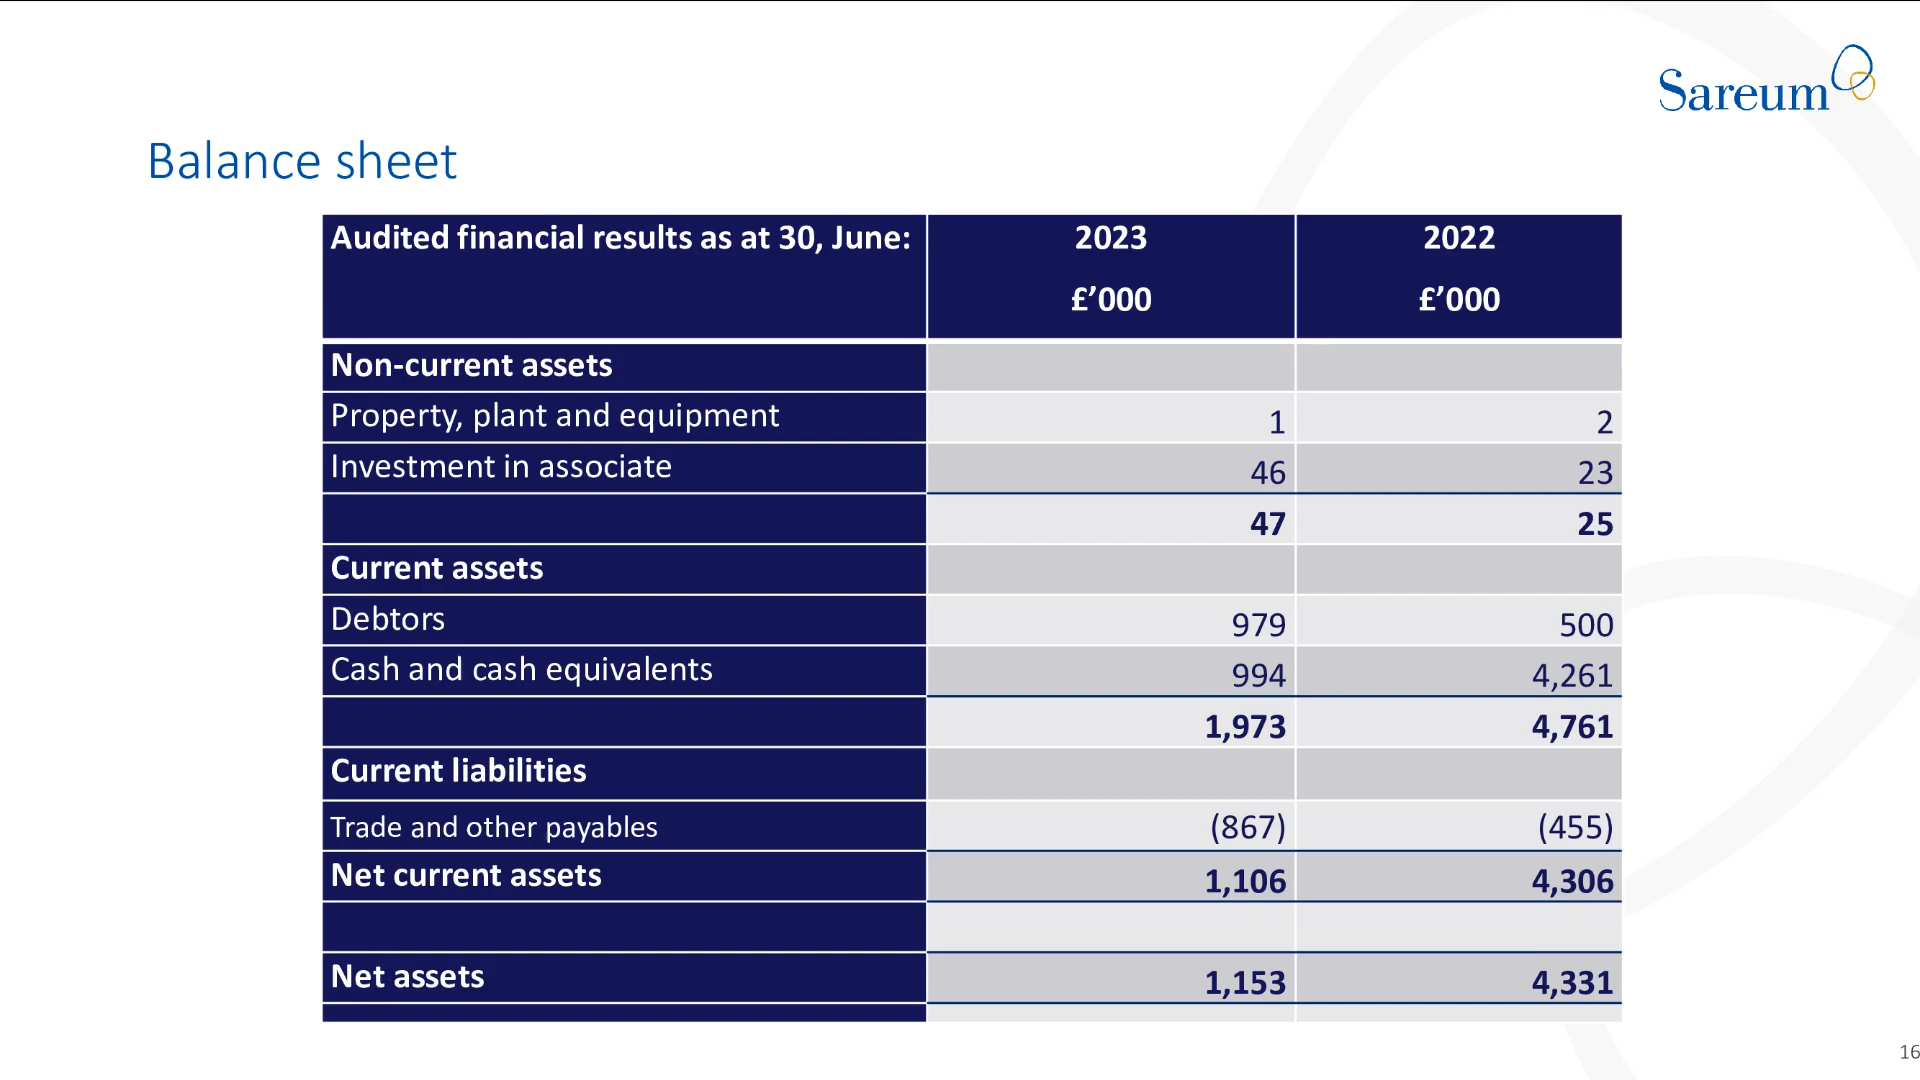 Sareum
Balance sheet
Audited financial results as at 30, June: 2023 2022
£’000 £’000
Non-current assets
Property, plant and equipment 1 2
Investment in associate 46 23
47 25
Current assets
Debtors 979 500
Cash and cash equivalents 994 4,261
1,973 4,761
Current liabilities
Trade and other payables (867) (455)
Net current assets 1,106 4,306
Net assets 1,153 4,331
16